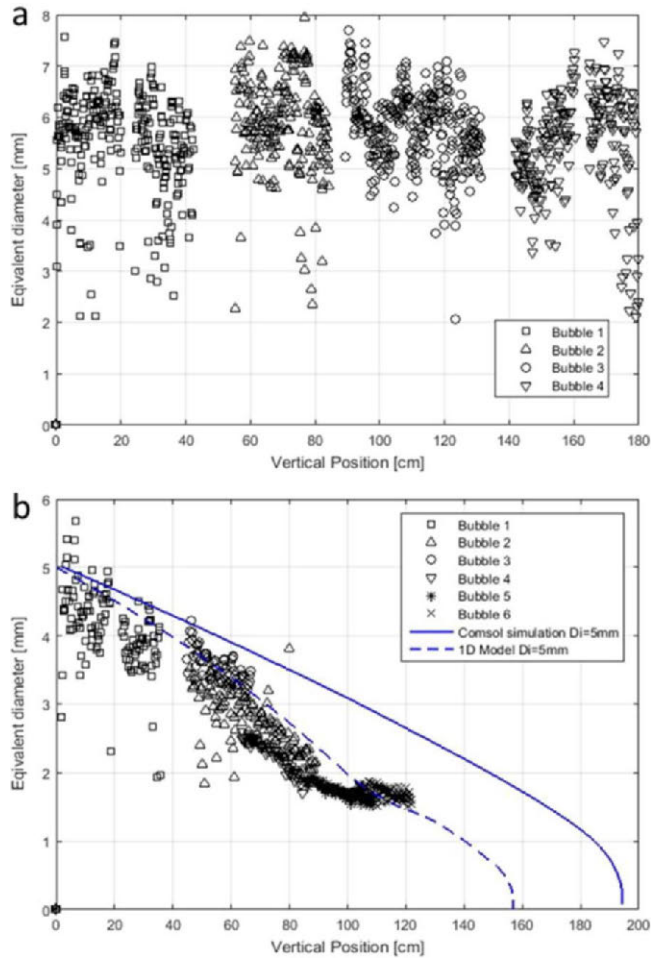 a
8
7
6
5
4
3
2
1
0
Eqivalent diameter [mm]
Bubble 1
Bubble 2
Bubble 3
Bubble 4
0 20 40 60 80 100 120 140 160 180
Vertical Position [cm]
b
6
5
4
3
2
1
0
Eqivalent diameter [mm]
Bubble 1
Bubble 2
Bubble 3
Bubble 4
Bubble 5
Bubble 6
Comsol simulation Di=5mm
1D Model Di=5mm
0 20 40 60 80 100 120 140 160 180 200
Vertical Position [cm]